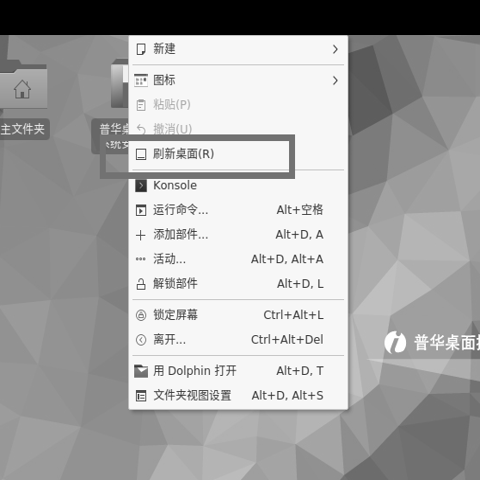 新建
图标
粘贴(P)
主文件夹
普华桌
撤消(U)
刷新桌面(R)
Konsole
运行命令... Alt+空格
添加部件... Alt+D, A
活动... Alt+D, Alt+A
解锁部件 Alt+D, L
锁定屏幕 Ctrl+Alt+L
离开... Ctrl+Alt+Del
普华桌面
用 Dolphin 打开 Alt+D, T
文件夹视图设置 Alt+D, Alt+S